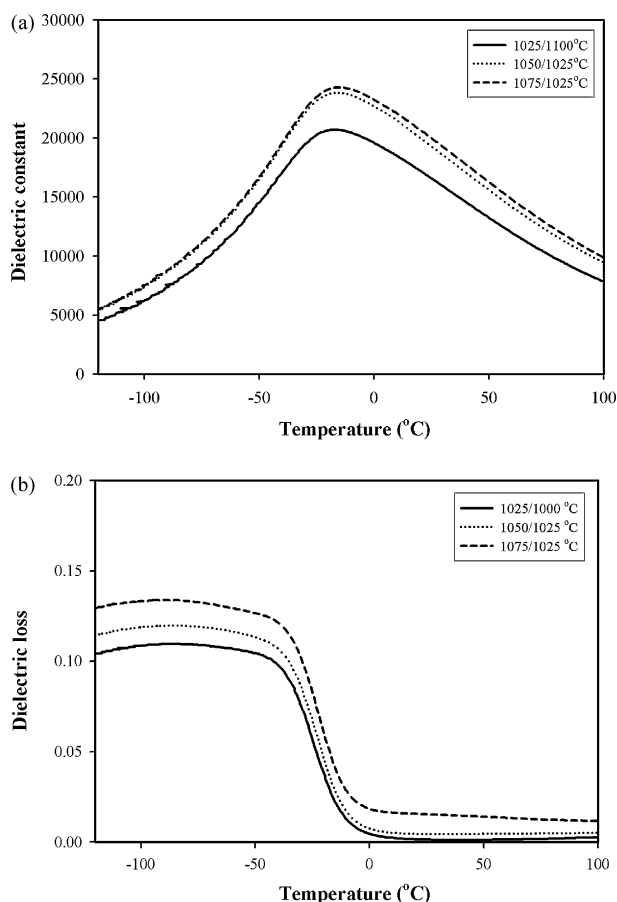 (a)
30000
25000
20000
15000
10000
5000
0
Dielectric constant
1025/1100°C
1050/1025°C
1075/1025°C
-100 -50 0 50 100
Temperature (°C)
(b)
0.20
0.15
0.10
0.05
0.00
Dielectric loss
1025/1000 °C
1050/1025 °C
1075/1025 °C
-100 -50 0 50 100
Temperature (°C)